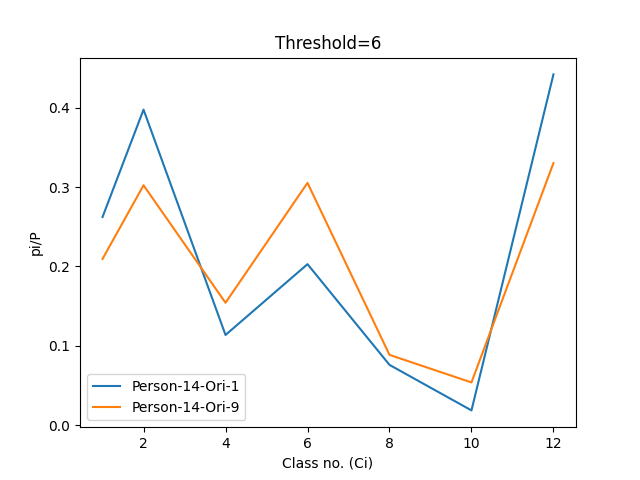 Threshold=6
0.4
0.3
0.2
0.1
0.0
pi/P
Person-14-Ori-1
Person-14-Ori-9
2 4 6 8 10 12
Class no. (Ci)